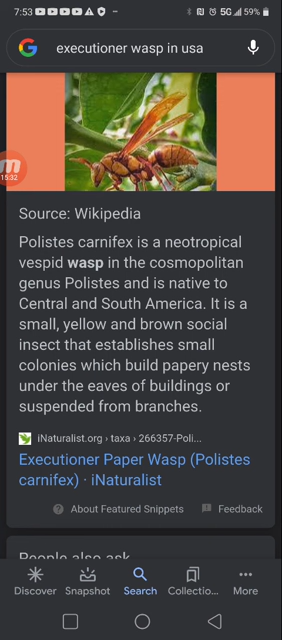 7:53 5G 59%
executioner wasp in usa
15:32
Source: Wikipedia
Polistes carnifex is a neotropical
vespid wasp in the cosmopolitan
genus Polistes and is native to
Central and South America. It is a
small, yellow and brown social
insect that establishes small
colonies which build papery nests
under the eaves of buildings or
suspended from branches.
iNaturalist.org › taxa › 266357-Poli...
Executioner Paper Wasp (Polistes
carnifex) · iNaturalist
About Featured Snippets Feedback
People also ask
Discover Snapshot Search Collectio... More